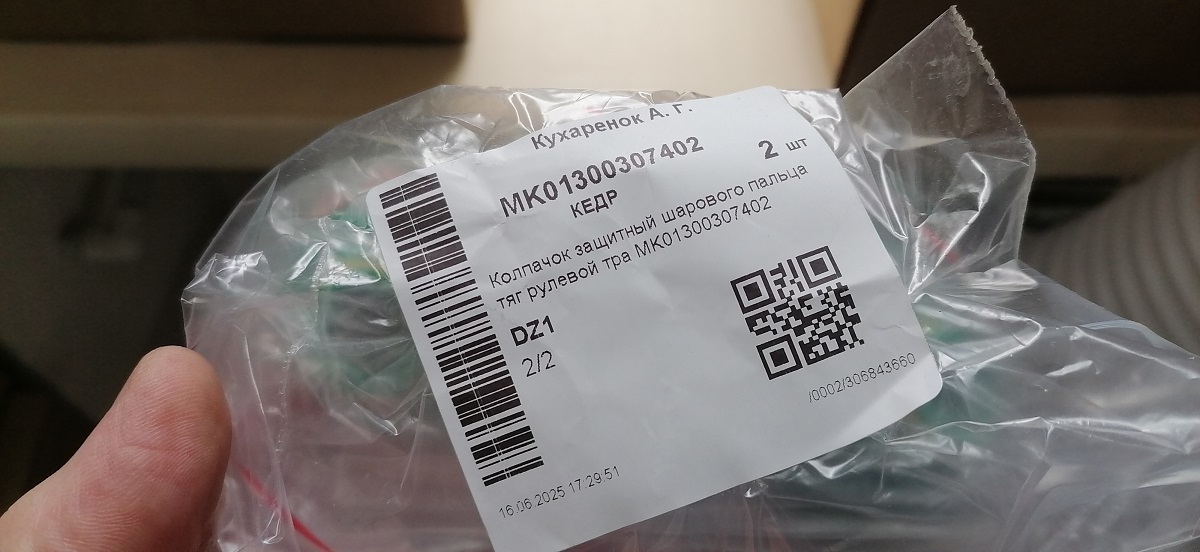 Кухаренок А. Г.
MK01300307402 2 шт
КЕДР
Колпачок защитный шарового пальца
тяг рулевой тра MK01300307402
DZ1
2/2
/0002/306843660
16.06.2025 17:29:51